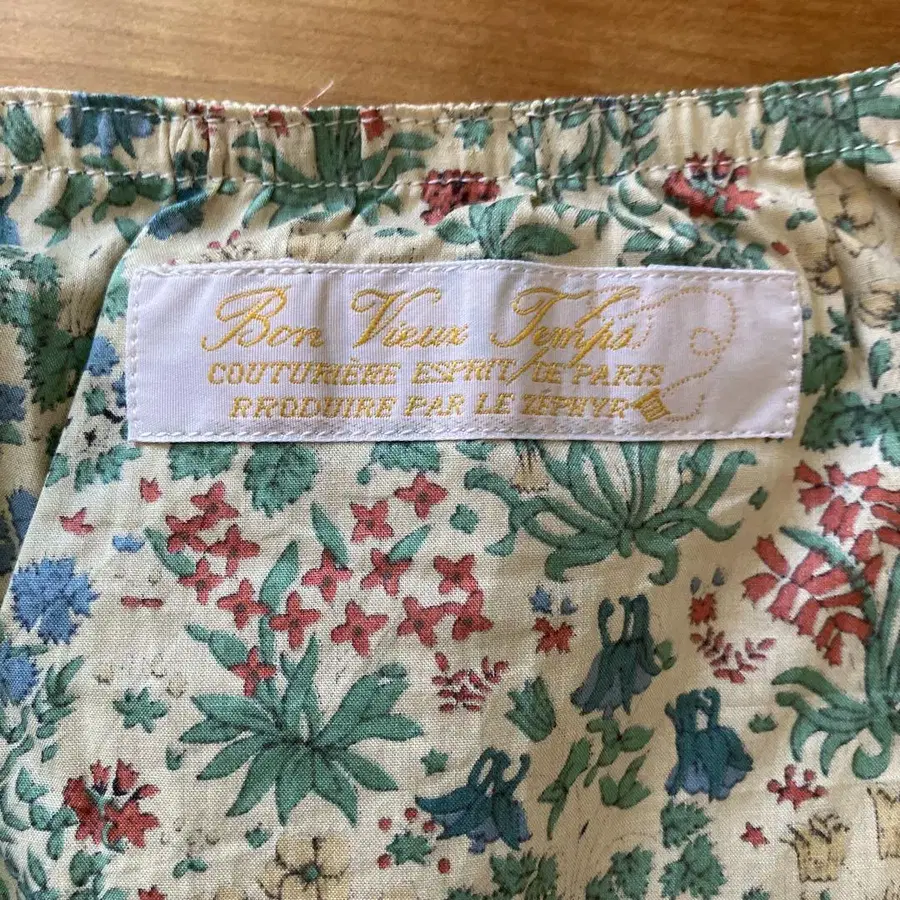 Bon Vieux Temps
COUTURIÈRE ESPRIT DE PARIS
RRODUIRE PAR LE ZÉPHYR